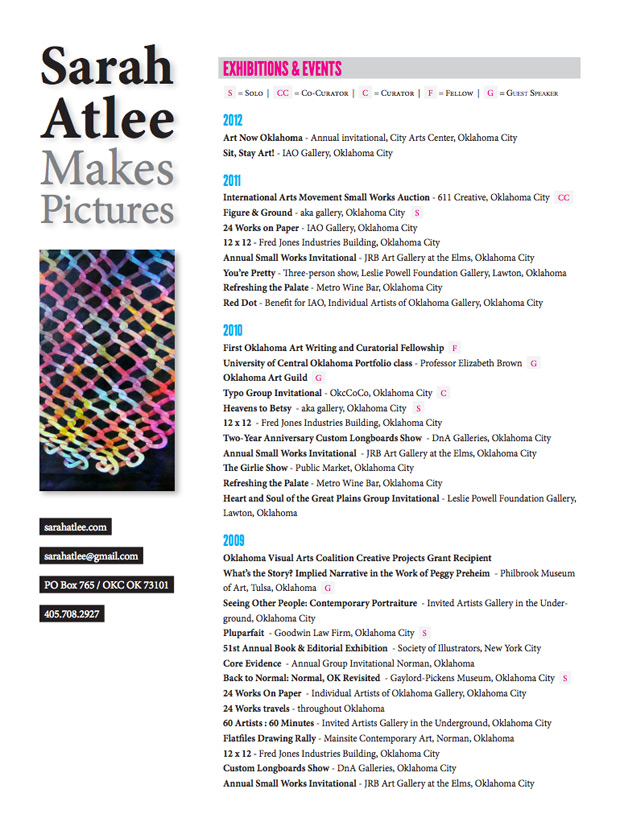 Sarah
Atlee
Makes
Pictures
sarahatlee.com
sarahatlee@gmail.com
PO Box 765 / OKC OK 73101
405.708.2927
EXHIBITIONS & EVENTS
S = Solo | CC = Co-Curator | C = Curator | F = Fellow | G = Guest Speaker
2012
Art Now Oklahoma - Annual invitational, City Arts Center, Oklahoma City
Sit, Stay Art! - IAO Gallery, Oklahoma City
2011
International Arts Movement Small Works Auction - 611 Creative, Oklahoma City CC
Figure & Ground - aka gallery, Oklahoma City S
24 Works on Paper - IAO Gallery, Oklahoma City
12 x 12 - Fred Jones Industries Building, Oklahoma City
Annual Small Works Invitational - JRB Art Gallery at the Elms, Oklahoma City
You're Pretty - Three-person show, Leslie Powell Foundation Gallery, Lawton, Oklahoma
Refreshing the Palate - Metro Wine Bar, Oklahoma City
Red Dot - Benefit for IAO, Individual Artists of Oklahoma Gallery, Oklahoma City
2010
First Oklahoma Art Writing and Curatorial Fellowship F
University of Central Oklahoma Portfolio class - Professor Elizabeth Brown G
Oklahoma Art Guild G
Typo Group Invitational - OkcCoCo, Oklahoma City C
Heavens to Betsy - aka gallery, Oklahoma City S
12 x 12 - Fred Jones Industries Building, Oklahoma City
Two-Year Anniversary Custom Longboards Show - DnA Galleries, Oklahoma City
Annual Small Works Invitational - JRB Art Gallery at the Elms, Oklahoma City
The Girlie Show - Public Market, Oklahoma City
Refreshing the Palate - Metro Wine Bar, Oklahoma City
Heart and Soul of the Great Plains Group Invitational - Leslie Powell Foundation Gallery,
Lawton, Oklahoma
2009
Oklahoma Visual Arts Coalition Creative Projects Grant Recipient
What's the Story? Implied Narrative in the Work of Peggy Preheim - Philbrook Museum
of Art, Tulsa, Oklahoma G
Seeing Other People: Contemporary Portraiture - Invited Artists Gallery in the Under-
ground, Oklahoma City
Pluparfait - Goodwin Law Firm, Oklahoma City S
51st Annual Book & Editorial Exhibition - Society of Illustrators, New York City
Core Evidence - Annual Group Invitational Norman, Oklahoma
Back to Normal: Normal, OK Revisited - Gaylord-Pickens Museum, Oklahoma City S
24 Works On Paper - Individual Artists of Oklahoma Gallery, Oklahoma City
24 Works travels - throughout Oklahoma
60 Artists : 60 Minutes - Invited Artists Gallery in the Underground, Oklahoma City
Flatfiles Drawing Rally - Mainsite Contemporary Art, Norman, Oklahoma
12 x 12 - Fred Jones Industries Building, Oklahoma City
Custom Longboards Show - DnA Galleries, Oklahoma City
Annual Small Works Invitational - JRB Art Gallery at the Elms, Oklahoma City